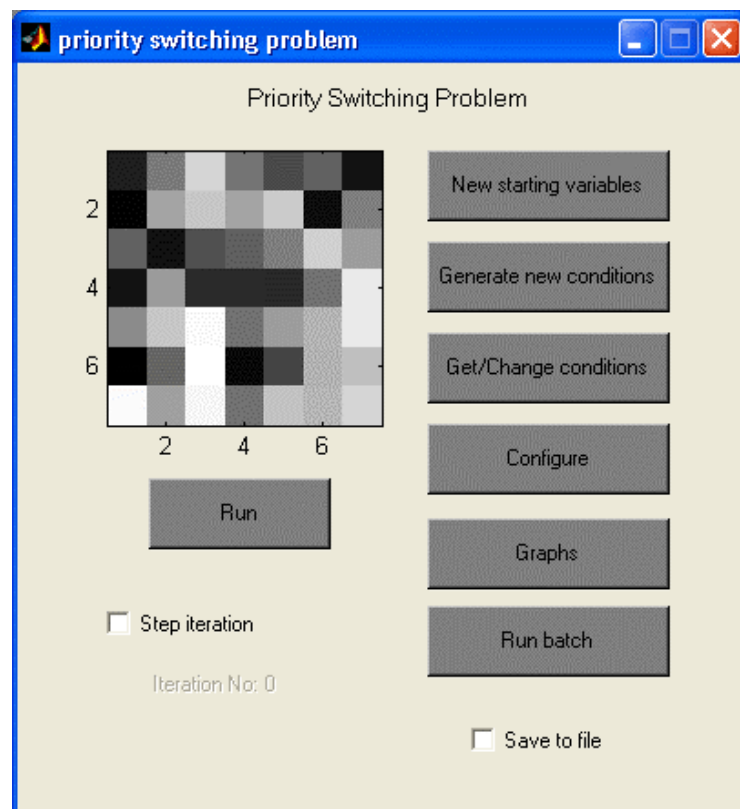 priority switching problem
Priority Switching Problem
2
4
6
2 4 6
New starting variables
Generate new conditions
Get/Change conditions
Configure
Graphs
Run batch
Run
Step iteration
Iteration No: 0
Save to file